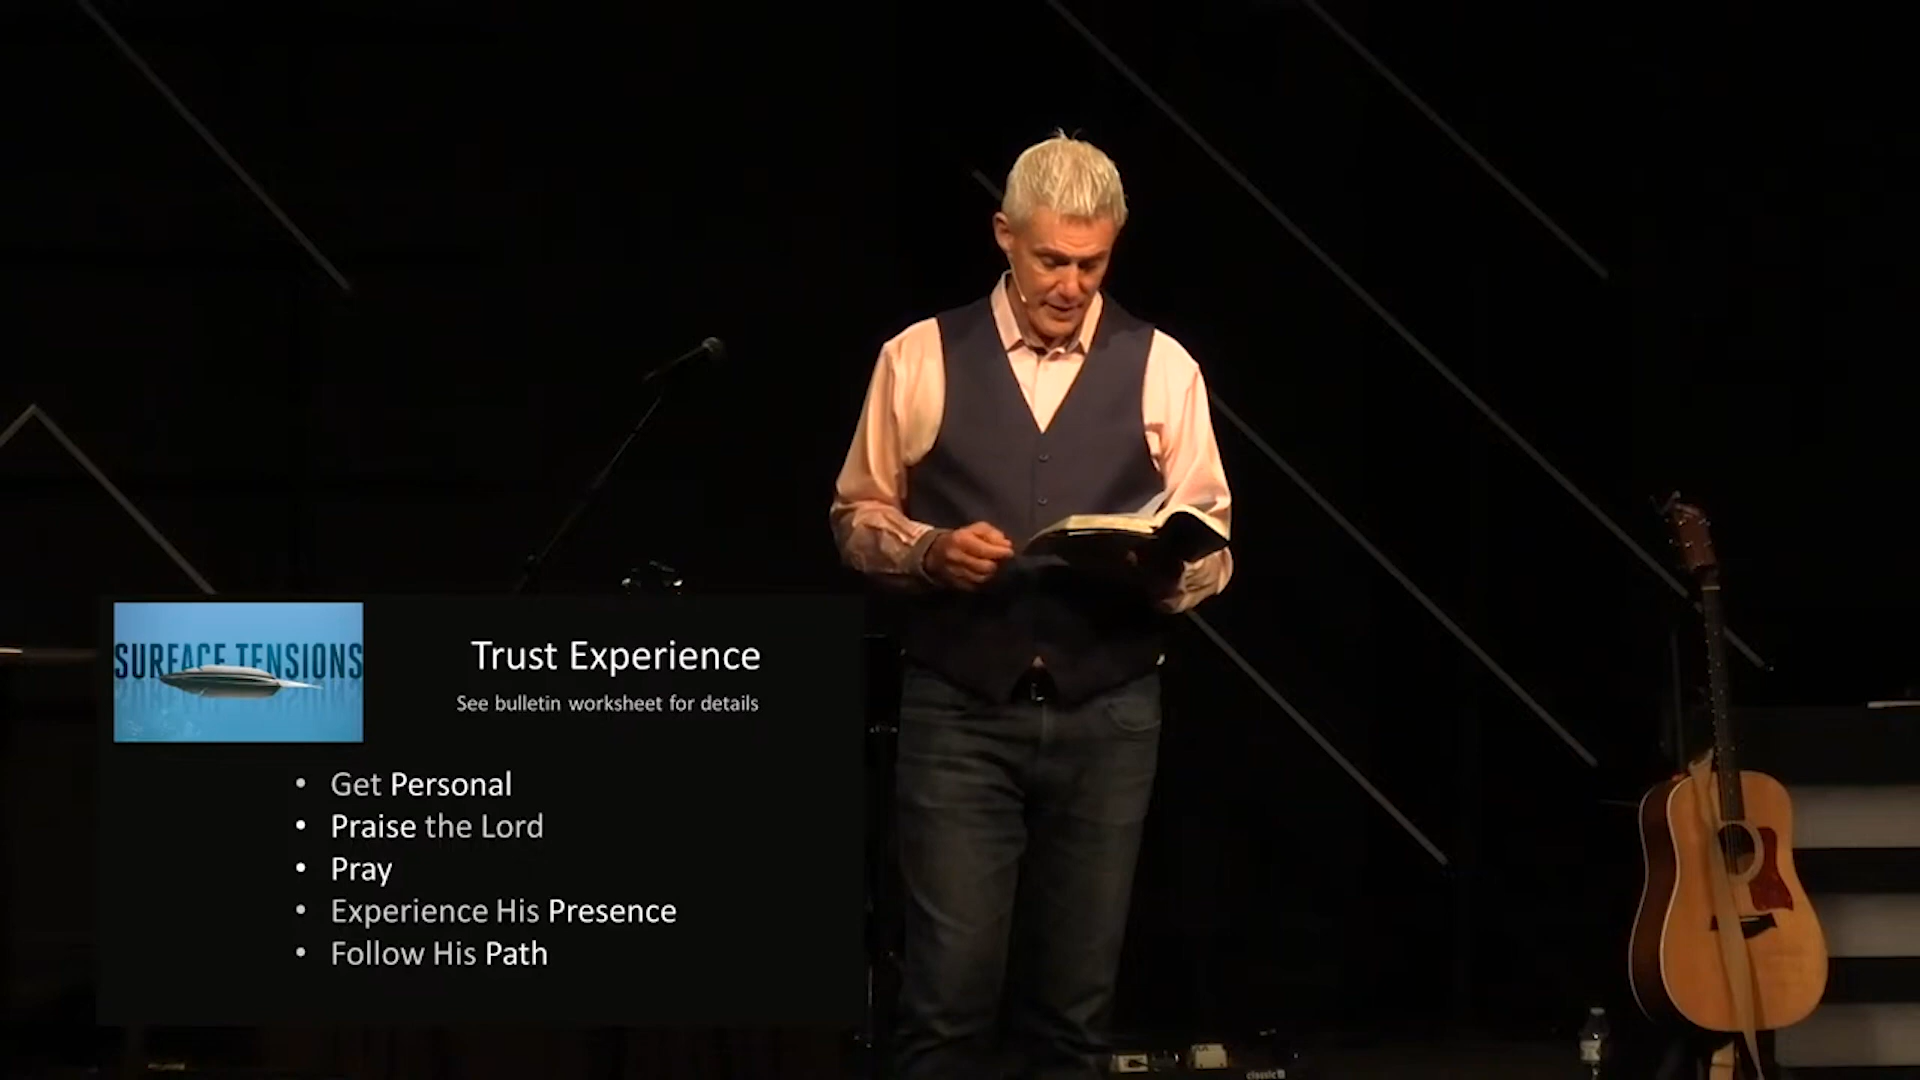 SURFACE TENSIONS
Trust Experience
See bulletin worksheet for details
• Get Personal
• Praise the Lord
• Pray
• Experience His Presence
• Follow His Path
classic